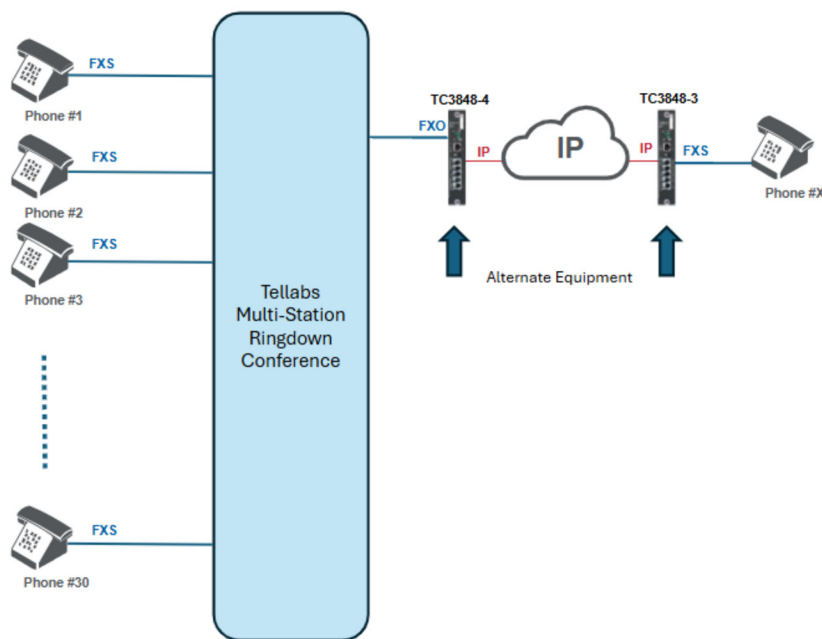 FXS
Phone #1
FXS
Phone #2
FXS
Phone #3
FXS
Phone #30
Tellabs
Multi-Station
Ringdown
Conference
TC3848-4
FXO
IP
IP
TC3848-3
IP
FXS
Phone #X
Alternate Equipment